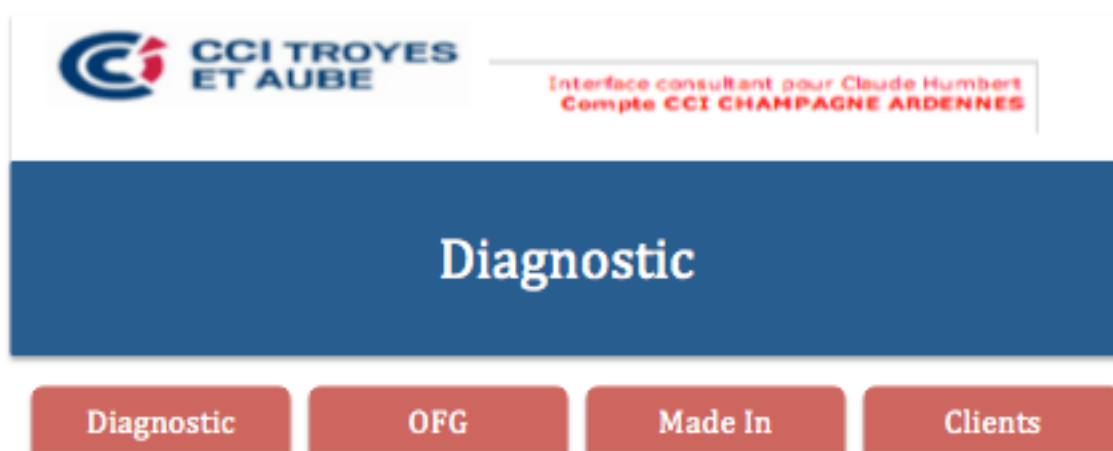 CCI TROYES
ET AUBE
Interface consultant pour Claude Humbert
Compte CCI CHAMPAGNE ARDENNES
Diagnostic
Diagnostic
OFG
Made In
Clients